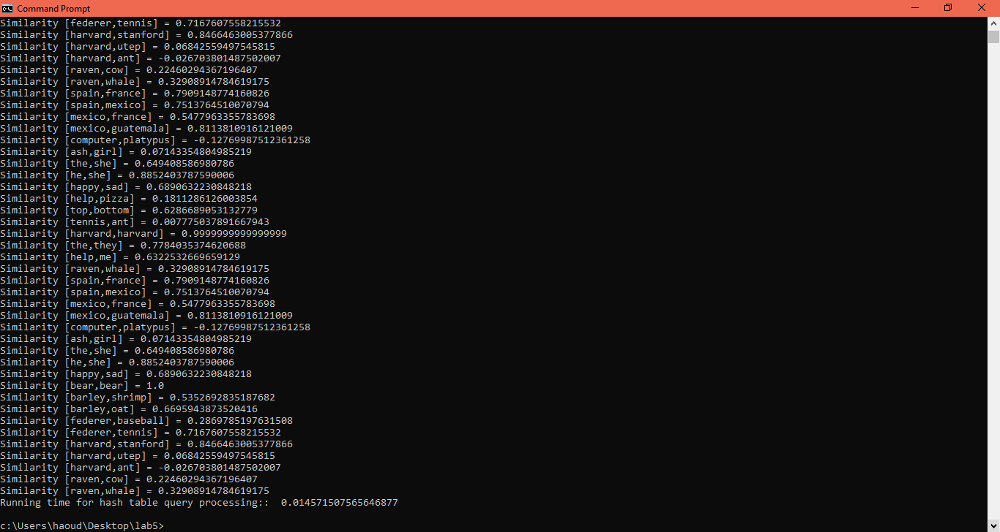 Command Prompt
Similarity [federer,tennis] = 0.7167607558215532
Similarity [harvard,stanford] = 0.8466463005377866
Similarity [harvard,utep] = 0.06842559497545815
Similarity [harvard,ant] = -0.026703801487502007
Similarity [raven,cow] = 0.22460294367196407
Similarity [raven,whale] = 0.32908914784619175
Similarity [spain,france] = 0.7909148774160826
Similarity [spain,mexico] = 0.7513764510070794
Similarity [mexico,france] = 0.5477963355783698
Similarity [mexico,guatemala] = 0.8113810916121009
Similarity [computer,platypus] = -0.12769987512361258
Similarity [ash,girl] = 0.07143354804985219
Similarity [the,she] = 0.649408586980786
Similarity [he,she] = 0.8852403787590006
Similarity [happy,sad] = 0.6890632230848218
Similarity [help,pizza] = 0.1811286126003854
Similarity [top,bottom] = 0.6286689053132779
Similarity [tennis,ant] = 0.007775037891667943
Similarity [harvard,harvard] = 0.9999999999999999
Similarity [the,they] = 0.7784035374620688
Similarity [help,me] = 0.6322532669659129
Similarity [raven,whale] = 0.32908914784619175
Similarity [spain,france] = 0.7909148774160826
Similarity [spain,mexico] = 0.7513764510070794
Similarity [mexico,france] = 0.5477963355783698
Similarity [mexico,guatemala] = 0.8113810916121009
Similarity [computer,platypus] = -0.12769987512361258
Similarity [ash,girl] = 0.07143354804985219
Similarity [the,she] = 0.649408586980786
Similarity [he,she] = 0.8852403787590006
Similarity [happy,sad] = 0.6890632230848218
Similarity [bear,bear] = 1.0
Similarity [barley,shrimp] = 0.5352692835187682
Similarity [barley,oat] = 0.6695943873520416
Similarity [federer,baseball] = 0.2869785197631508
Similarity [federer,tennis] = 0.7167607558215532
Similarity [harvard,stanford] = 0.8466463005377866
Similarity [harvard,utep] = 0.06842559497545815
Similarity [harvard,ant] = -0.026703801487502007
Similarity [raven,cow] = 0.22460294367196407
Similarity [raven,whale] = 0.32908914784619175
Running time for hash table query processing::  0.014571507565646877
c:\Users\haoud\Desktop\lab5>